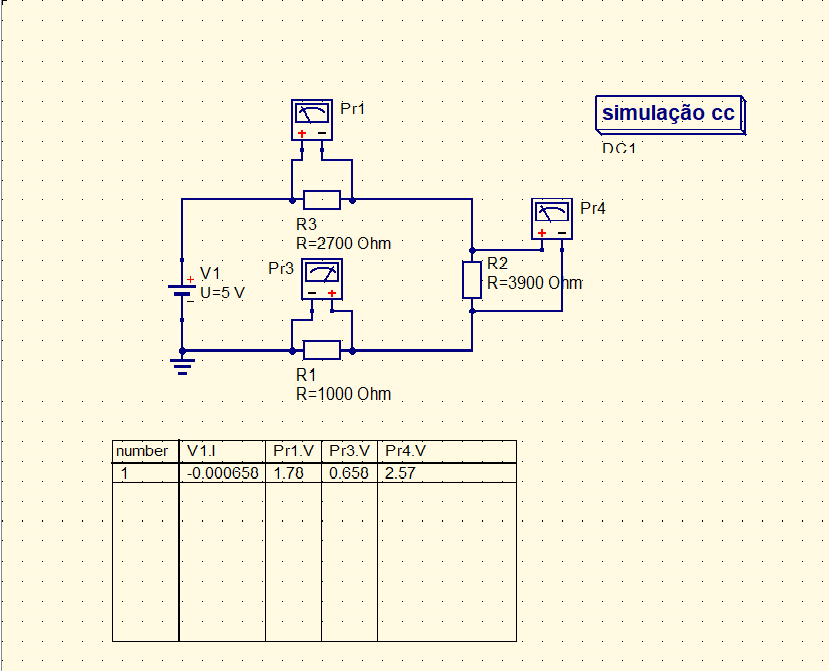 Pr1
simulação cc
DC1
Pr4
R3
R=2700 Ohm
Pr3
V1
U=5 V
R2
R=3900 Ohm
R1
R=1000 Ohm
number V1.I Pr1.V Pr3.V Pr4.V
1 -0.000658 1.78 0.658 2.57